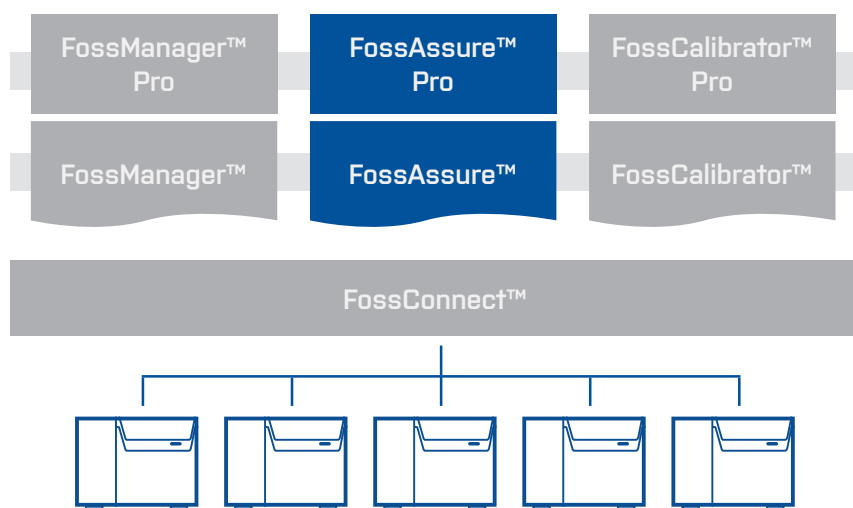 FossManager™
Pro
FossAssure™
Pro
FossCalibrator™
Pro
FossManager™
FossAssure™
FossCalibrator™
FossConnect™